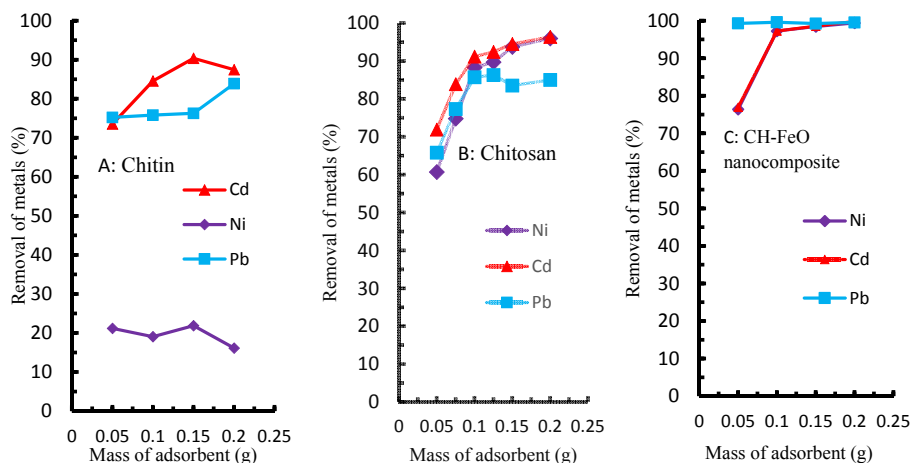 Removal of metals (%)
100
90
80
70
60
50
40
30
20
10
0
0
0.05
0.1
0.15
0.2
0.25
Mass of adsorbent (g)
A: Chitin
Cd
Ni
Pb
Removal of metals (%)
100
90
80
70
60
50
40
30
20
10
0
0
0.05
0.1
0.15
0.2
0.25
Mass of adsorbent (g)
B: Chitosan
Ni
Cd
Pb
Removal of metals (%)
100
90
80
70
60
50
40
30
20
10
0
0
0.05
0.1
0.15
0.2
0.25
Mass of adsorbent (g)
C: CH-FeO
nanocomposite
Ni
Cd
Pb